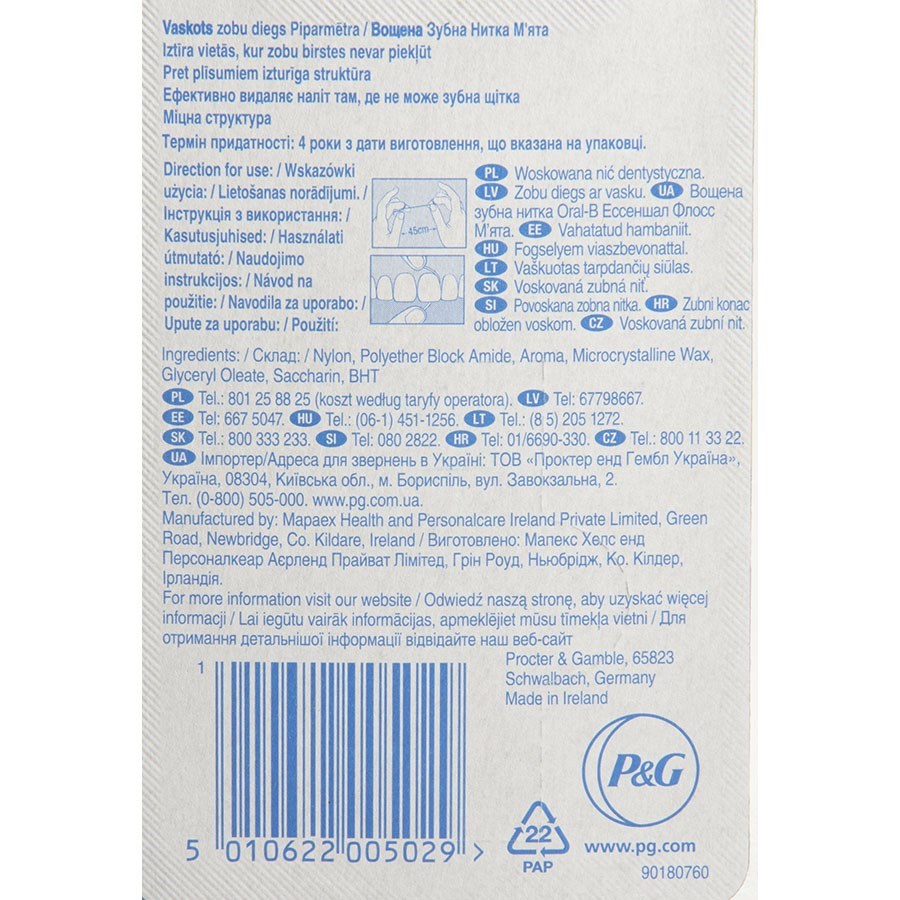 Vaskots zobu diegs Piparmētra / Вощена Зубна Нитка М'ята
Iztīra vietās, kur zobu birstes nevar piekļūt
Pret plīsumiem izturīga struktūra
Ефективно видаляє наліт там, де не може зубна щітка
Міцна структура
Термін придатності: 4 роки з дати виготовлення, що вказана на упаковці.
Direction for use: / Wskazówki
użycia: / Lietošanas norādījumi. /
Інструкція з використання: /
Kasutusjuhised: / Használati
útmutató: / Naudojimo
instrukcijos: / Návod na
použitie: / Navodila za uporabo: /
Upute za uporabu: / Použití:
45cm
PL Woskowana nić dentystyczna.
LV Zobu diegs ar vasku. UA Вощена
зубна нитка Oral-B Ессеншал Флосс
М'ята. EE Vahatatud hambaniit.
HU Fogselyem viaszbevonattal.
LT Vaškuotas tarpdančių siūlas.
SK Voskovaná zubná niť.
SI Povoskana zobna nitka. HR Zubni konac
obložen voskom. CZ Voskovaná zubní nit.
Ingredients: / Склад: / Nylon, Polyether Block Amide, Aroma, Microcrystalline Wax,
Glyceryl Oleate, Saccharin, BHT
PL Tel.: 801 25 88 25 (koszt według taryfy operatora). LV Tel: 67798667.
EE Tel: 667 5047. HU Tel.: (06-1) 451-1256. LT Tel.: (8 5) 205 1272.
SK Tel.: 800 333 233. SI Tel: 080 2822. HR Tel: 01/6690-330. CZ Tel.: 800 11 33 22.
UA Імпортер/Адреса для звернень в Україні: ТОВ «Проктер енд Гембл Україна»,
Україна, 08304, Київська обл., м. Бориспіль, вул. Завокзальна, 2.
Тел. (0-800) 505-000. www.pg.com.ua.
Manufactured by: Mapaex Health and Personalcare Ireland Private Limited, Green
Road, Newbridge, Co. Kildare, Ireland / Виготовлено: Мапекс Хелс енд
Персоналкеар Аєрленд Прайват Лімітед, Грін Роуд, Ньюбрідж, Ко. Кілдер,
Ірландія.
For more information visit our website / Odwiedź naszą stronę, aby uzyskać więcej
informacji / Lai iegūtu vairāk informācijas, apmeklējiet mūsu tīmekļa vietni / Для
отримання детальнішої інформації відвідайте наш веб-сайт
Procter & Gamble, 65823
Schwalbach, Germany
Made in Ireland
1
5 010622 005029 >
22
PAP
P&G
www.pg.com
90180760